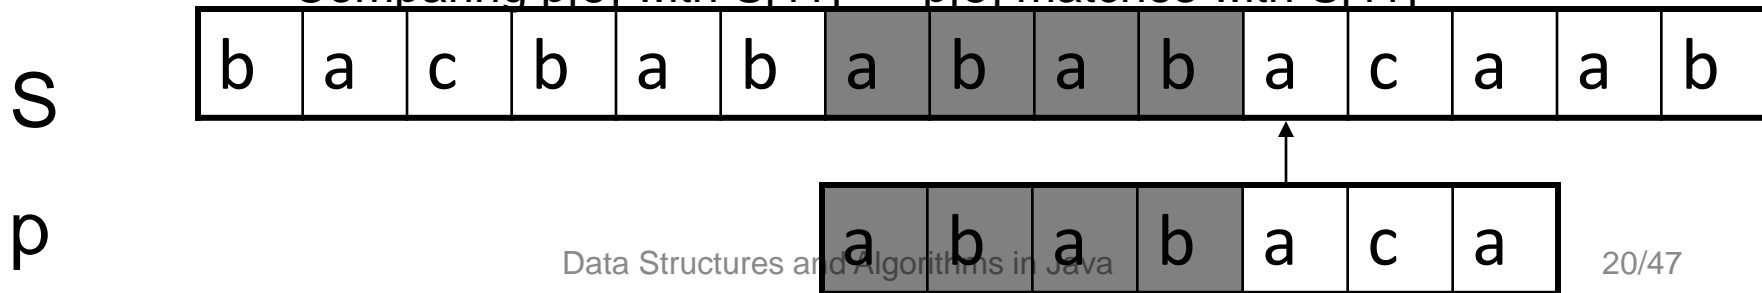 S b a c b a b a b a b a c a a b
p a b a b a c a
Data Structures and Algorithms in Java 20/47